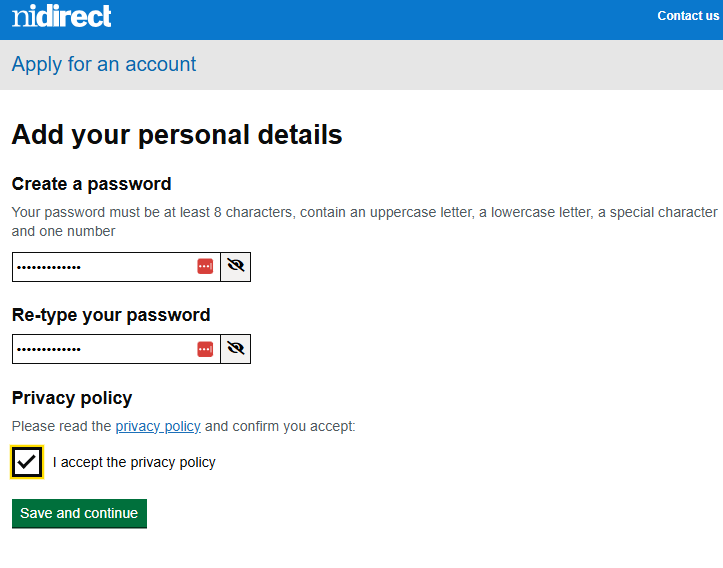 nidirect
Contact us
Apply for an account
Add your personal details
Create a password
Your password must be at least 8 characters, contain an uppercase letter, a lowercase letter, a special character
and one number
•••••••••••••
Re-type your password
•••••••••••••
Privacy policy
Please read the privacy policy and confirm you accept:
I accept the privacy policy
Save and continue